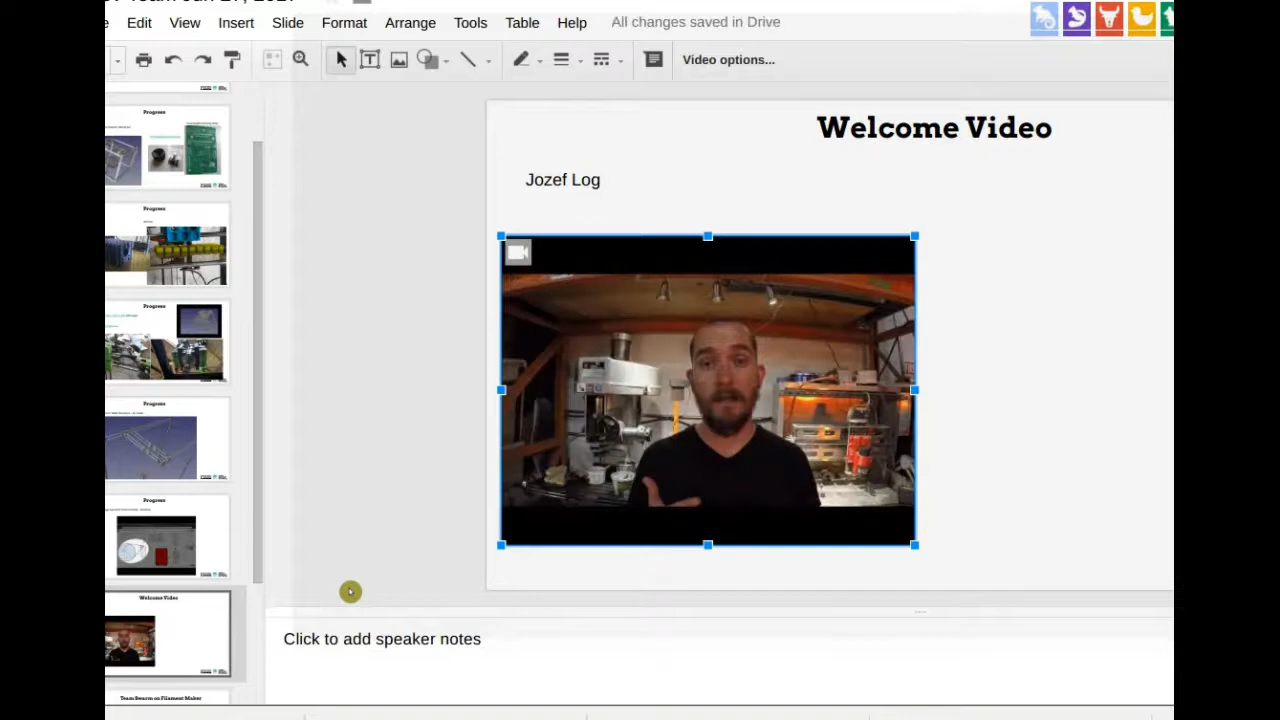 Edit View Insert Slide Format Arrange Tools Table Help All changes saved in Drive
Video options...
Progress
Progress
Progress
Progress
Progress
Welcome Video
Team Swarm on Filament Maker
Welcome Video
Jozef Log
Click to add speaker notes